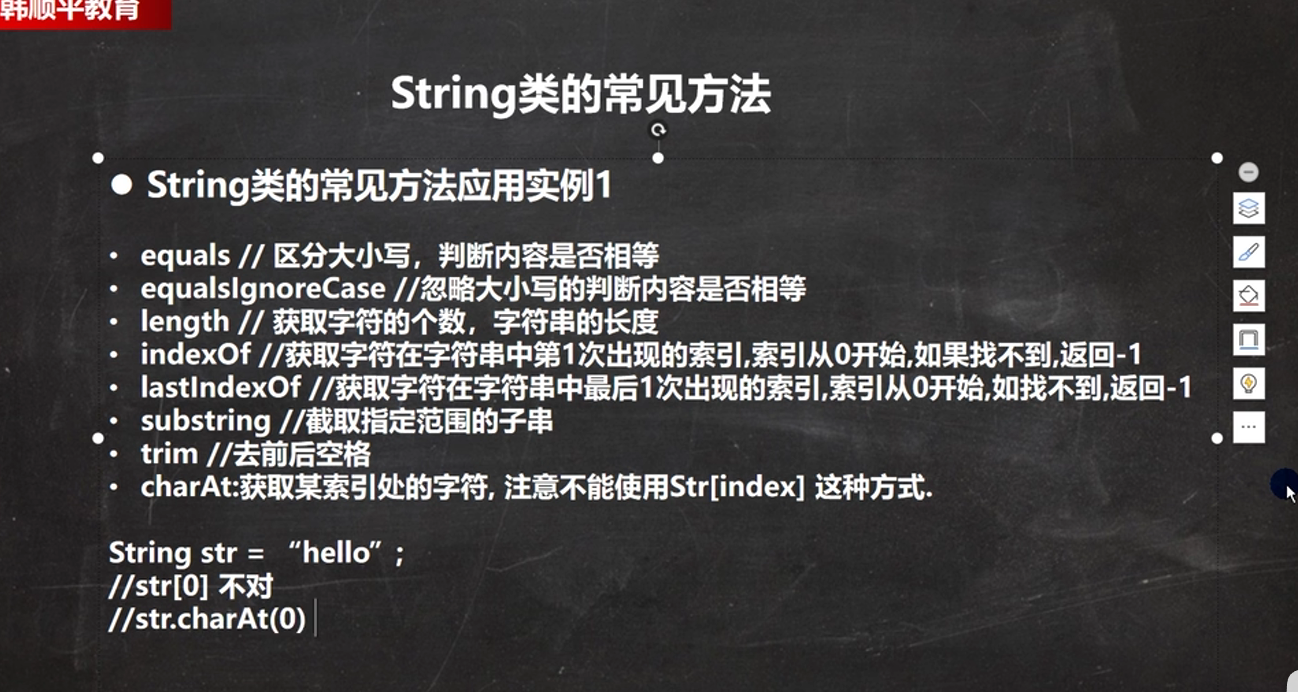 韩顺平教育
String类的常见方法
● String类的常见方法应用实例1
• equals // 区分大小写，判断内容是否相等
• equalsIgnoreCase //忽略大小写的判断内容是否相等
• length // 获取字符的个数，字符串的长度
• indexOf //获取字符在字符串中第1次出现的索引,索引从0开始,如果找不到,返回-1
• lastIndexOf //获取字符在字符串中最后1次出现的索引,索引从0开始,如找不到,返回-1
• substring //截取指定范围的子串
• trim //去前后空格
• charAt:获取某索引处的字符, 注意不能使用Str[index] 这种方式.
String str = “hello”;
//str[0] 不对
//str.charAt(0)